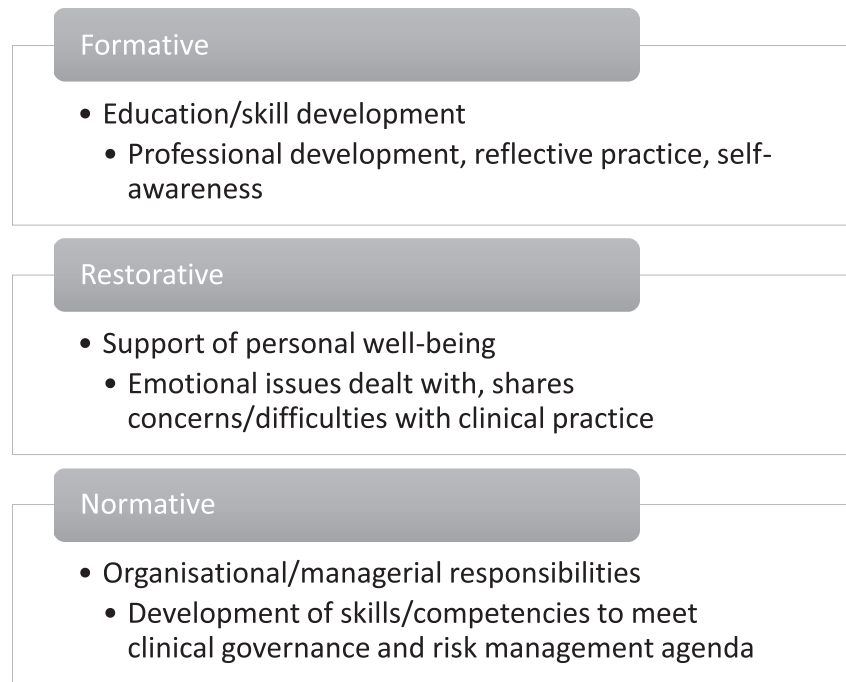 Formative
• Education/skill development
• Professional development, reflective practice, self-
awareness
Restorative
• Support of personal well-being
• Emotional issues dealt with, shares
concerns/difficulties with clinical practice
Normative
• Organisational/managerial responsibilities
• Development of skills/competencies to meet
clinical governance and risk management agenda